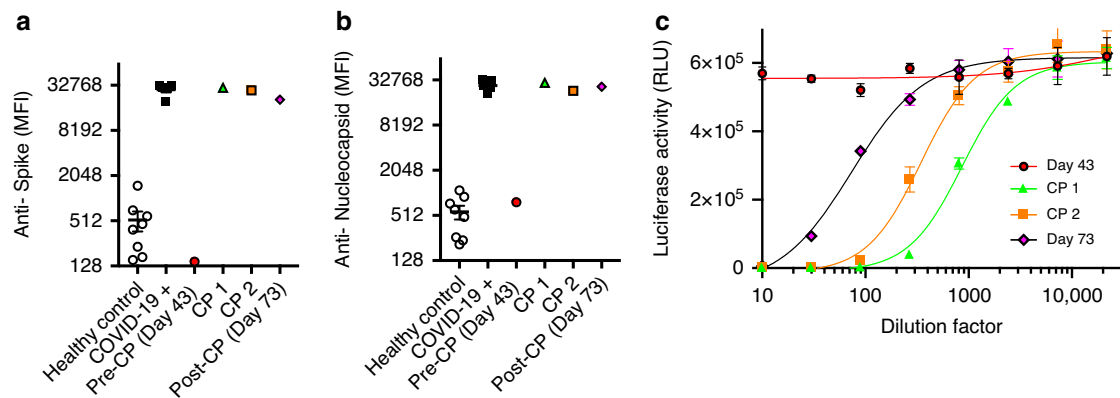 a
Anti- Spike (MFI)
32768
8192
2048
512
128
Healthy control
COVID-19 +
Pre-CP (Day 43)
CP 1
CP 2
Post-CP (Day 73)
b
Anti- Nucleocapsid (MFI)
32768
8192
2048
512
128
Healthy control
COVID-19 +
Pre-CP (Day 43)
CP 1
CP 2
Post-CP (Day 73)
c
Luciferase activity (RLU)
6×10⁵
4×10⁵
2×10⁵
0
10
100
1000
10,000
Dilution factor
Day 43
CP 1
CP 2
Day 73